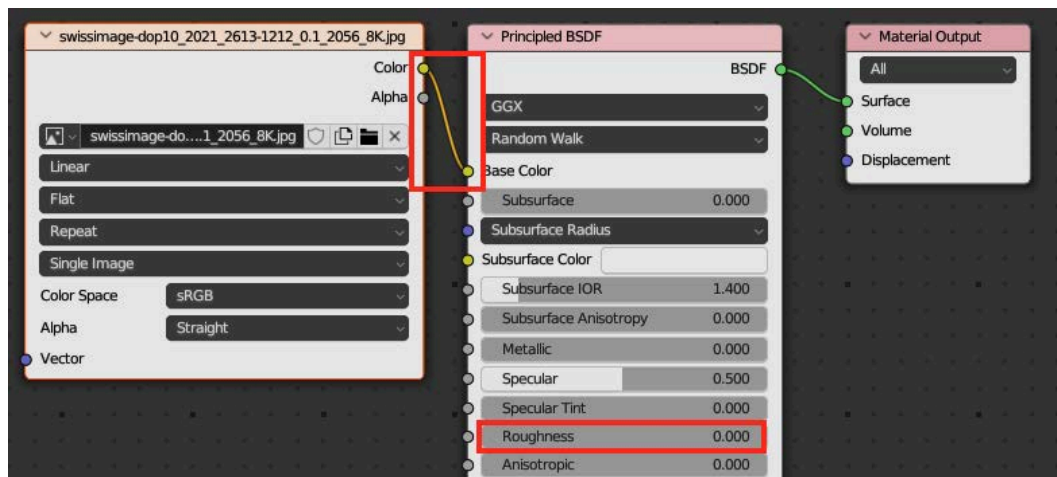 swissimage-dop10_2021_2613-1212_0.1_2056_8K.jpg
Color
Alpha
swissimage-do....1_2056_8K.jpg
Linear
Flat
Repeat
Single Image
Color Space sRGB
Alpha Straight
Vector
Principled BSDF
BSDF
GGX
Random Walk
Base Color
Subsurface 0.000
Subsurface Radius
Subsurface Color
Subsurface IOR 1.400
Subsurface Anisotropy 0.000
Metallic 0.000
Specular 0.500
Specular Tint 0.000
Roughness 0.000
Anisotropic 0.000
Material Output
All
Surface
Volume
Displacement